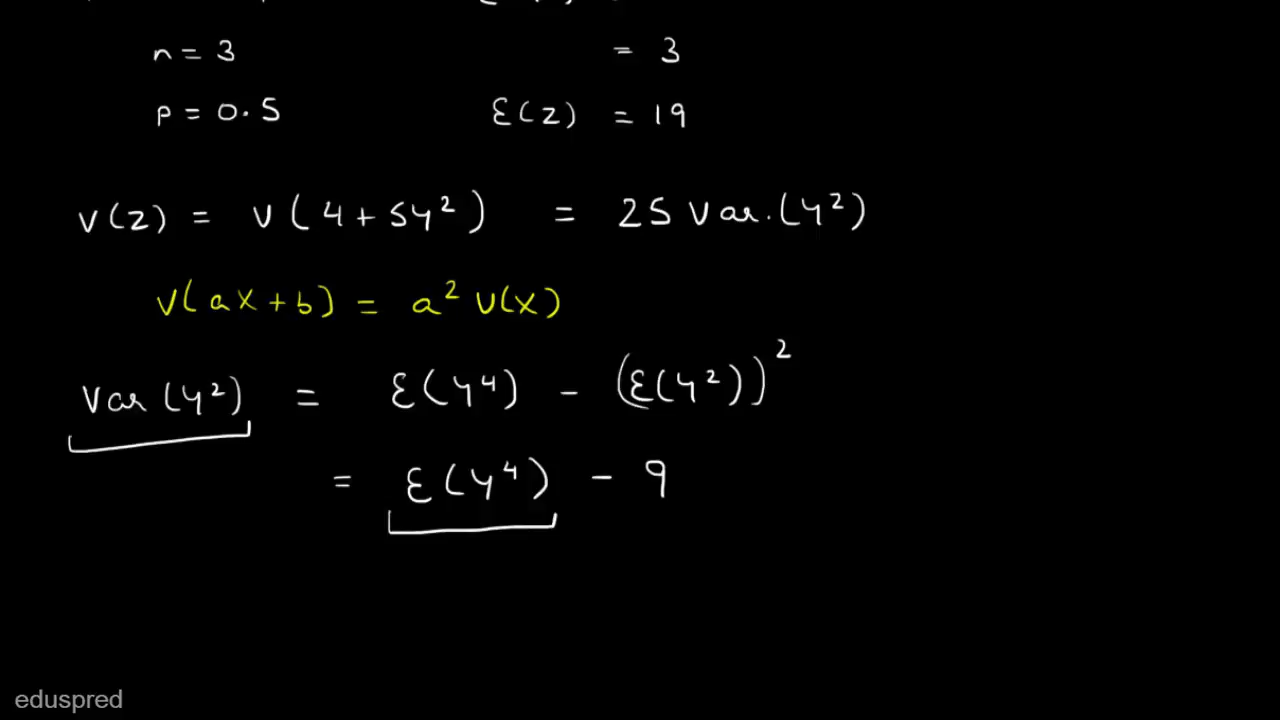 n = 3 = 3
p = 0.5 E(z) = 19
V(z) = V(4 + 5y²) = 25 Var.(y²)
V(ax + b) = a² V(x)
Var(y²) = E(y⁴) - (E(y²))²
= E(y⁴) - 9
eduspred